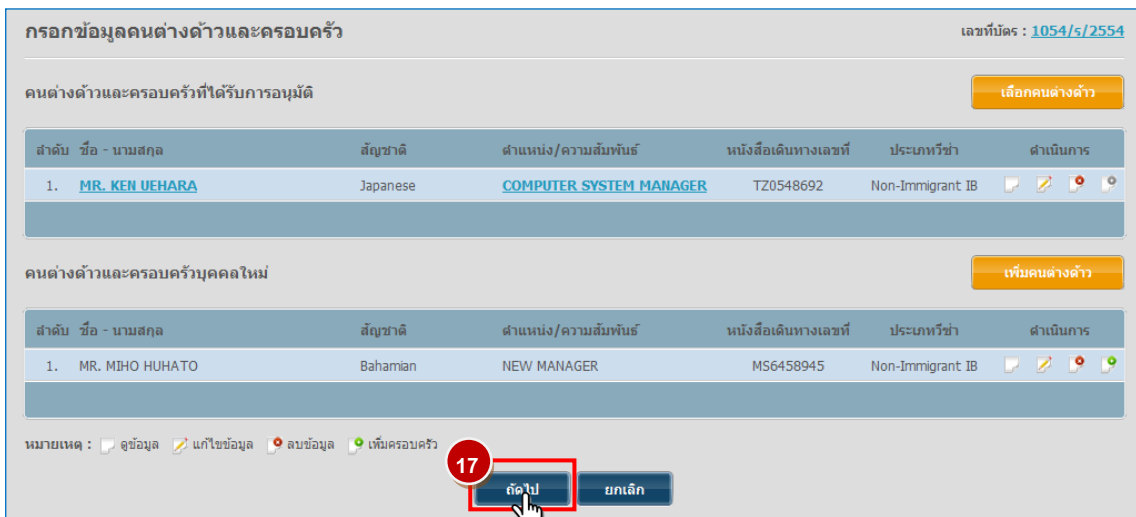 กรอกข้อมูลคนต่างด้าวและครอบครัว เลขที่บัตร : 1054/ร/2554
คนต่างด้าวและครอบครัวที่ได้รับการอนุมัติ เลือกคนต่างด้าว
ลำดับ ชื่อ - นามสกุล สัญชาติ ตำแหน่ง/ความสัมพันธ์ หนังสือเดินทางเลขที่ ประเภทวีซ่า ดำเนินการ
1. MR. KEN UEHARA Japanese COMPUTER SYSTEM MANAGER TZ0548692 Non-Immigrant IB
คนต่างด้าวและครอบครัวบุคคลใหม่ เพิ่มคนต่างด้าว
ลำดับ ชื่อ - นามสกุล สัญชาติ ตำแหน่ง/ความสัมพันธ์ หนังสือเดินทางเลขที่ ประเภทวีซ่า ดำเนินการ
1. MR. MIHO HUHATO Bahamian NEW MANAGER MS6458945 Non-Immigrant IB
หมายเหตุ : ดูข้อมูล แก้ไขข้อมูล ลบข้อมูล เพิ่มครอบครัว
17
ถัดไป ยกเลิก